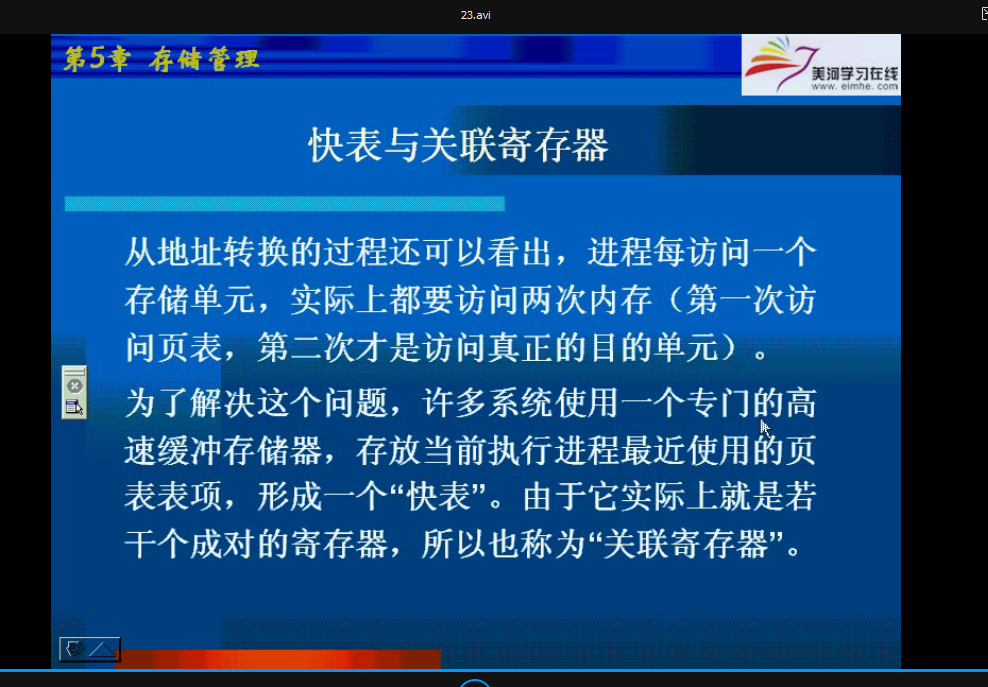 23.avi
第5章 存储管理
美河学习在线
www.eimhe.com
快表与关联寄存器
从地址转换的过程还可以看出，进程每访问一个
存储单元，实际上都要访问两次内存（第一次访
问页表，第二次才是访问真正的目的单元）。
为了解决这个问题，许多系统使用一个专门的高
速缓冲存储器，存放当前执行进程最近使用的页
表表项，形成一个“快表”。由于它实际上就是若
干个成对的寄存器，所以也称为“关联寄存器”。